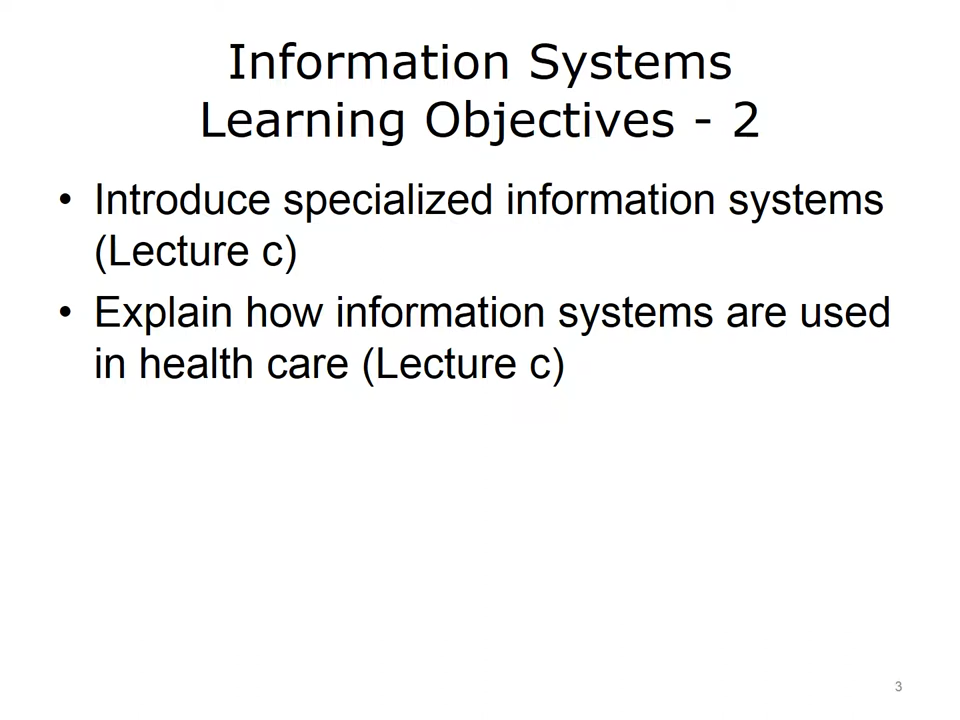 Information Systems
Learning Objectives - 2
• Introduce specialized information systems
(Lecture c)
• Explain how information systems are used
in health care (Lecture c)
3